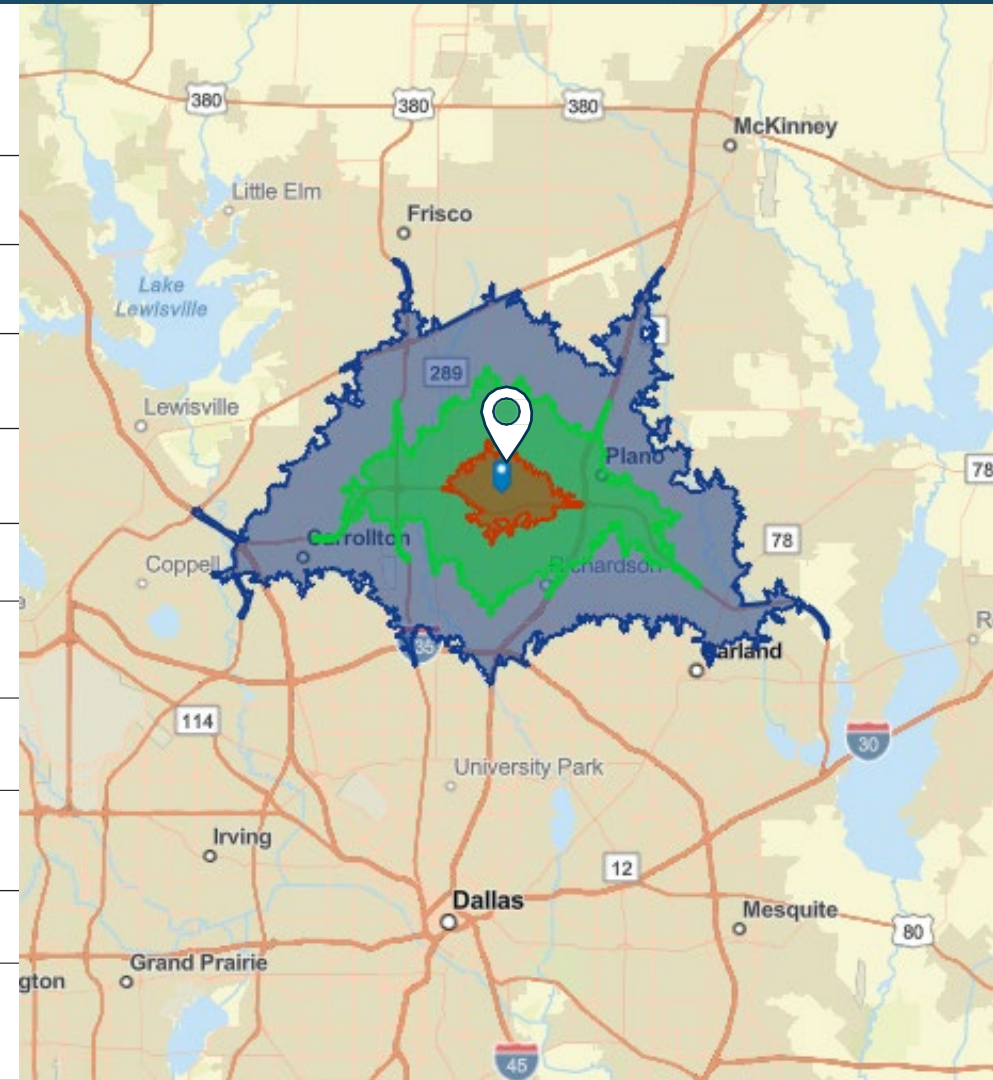 380
380
380
McKinney
Little Elm
Frisco
Lake
Lewisville
289
Lewisville
Plano
78
Carrollton
78
Coppell
Richardson
35
arland
114
30
University Park
Irving
12
Dallas
Mesquite
80
Grand Prairie
gton
45